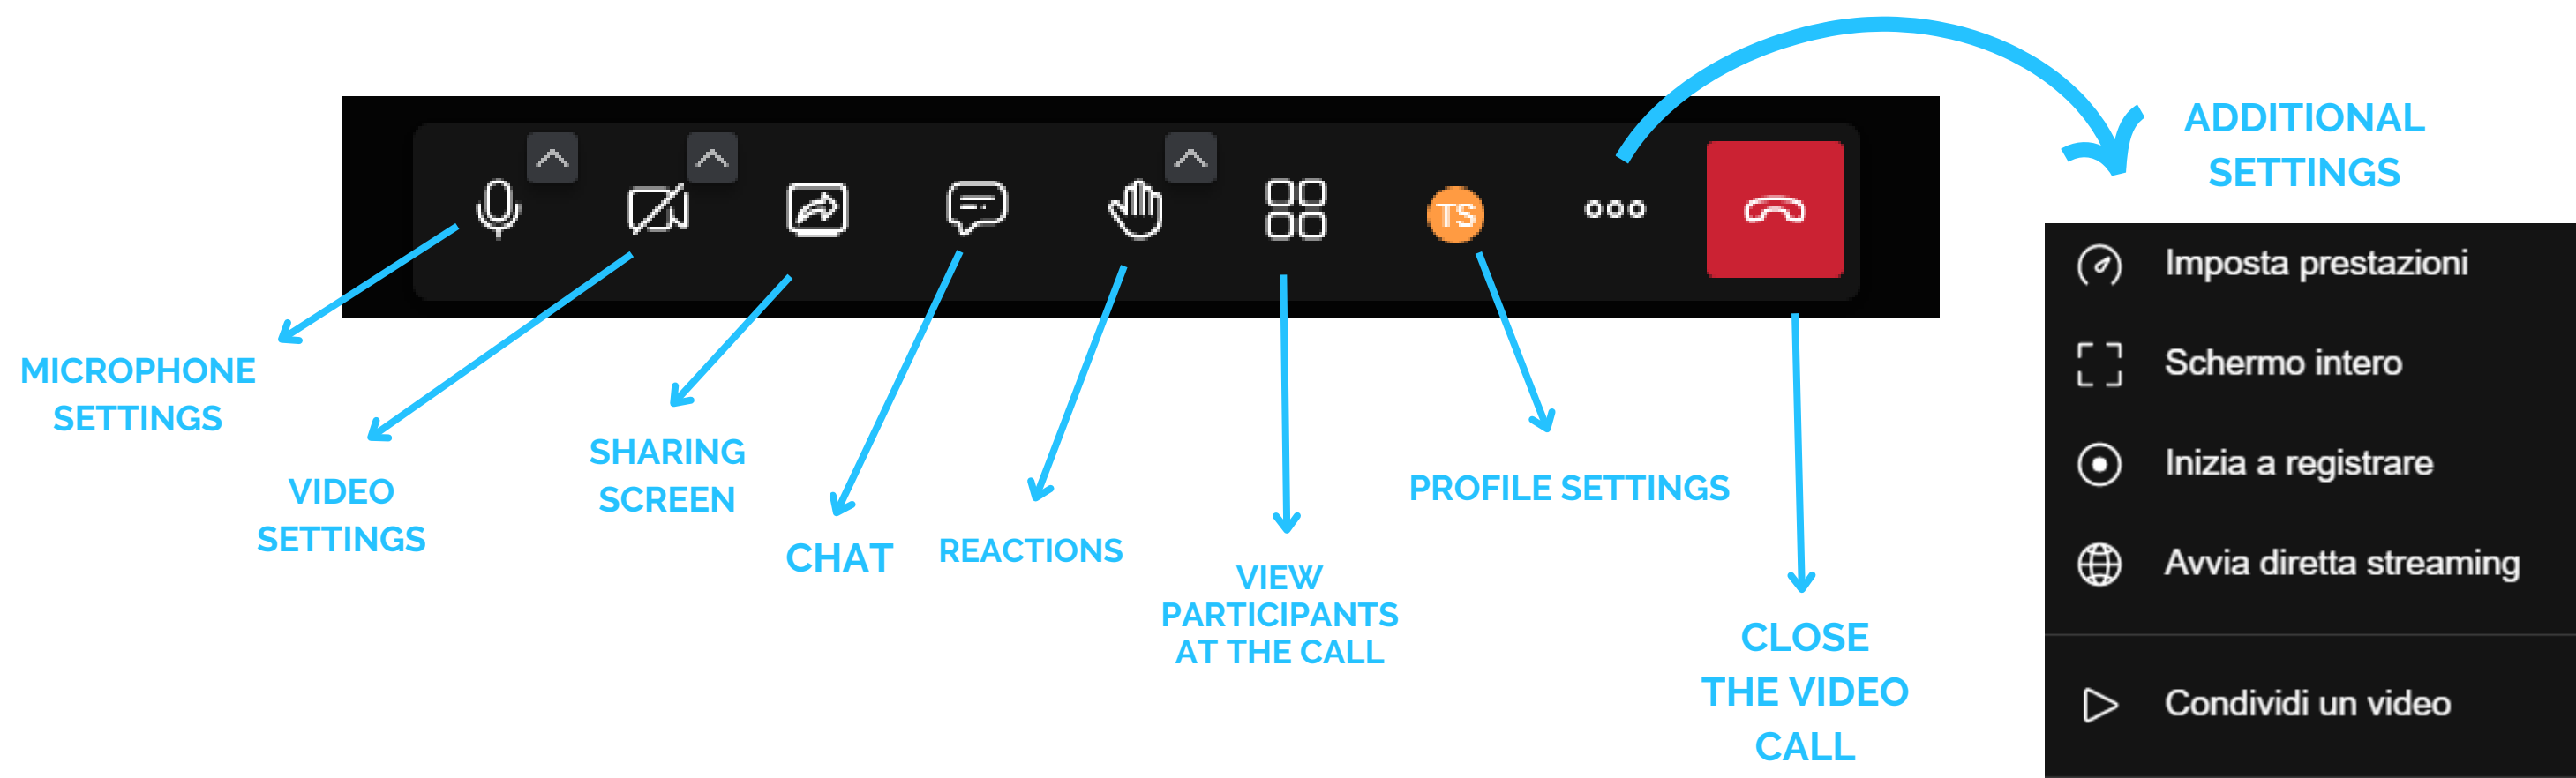 TS
ADDITIONAL
SETTINGS
Imposta prestazioni
Schermo intero
Inizia a registrare
Avvia diretta streaming
Condividi un video
MICROPHONE
SETTINGS
VIDEO
SETTINGS
SHARING
SCREEN
CHAT
REACTIONS
VIEW
PARTICIPANTS
AT THE CALL
PROFILE SETTINGS
CLOSE
THE VIDEO
CALL